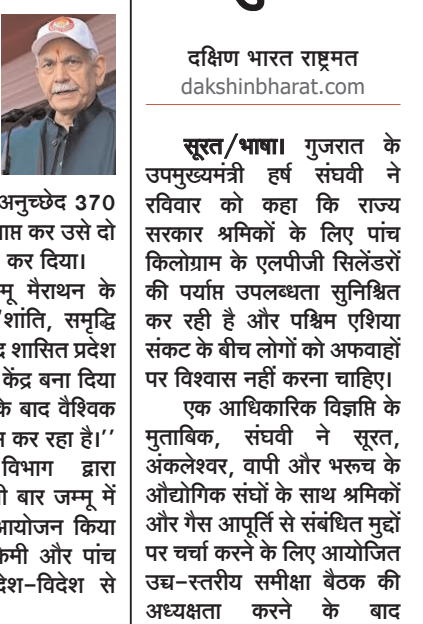 अनुच्छेद 370
कर उसे दो
कर दिया।
मैराथन के
शांति, समृद्धि
शासित प्रदेश
केंद्र बना दिया
के बाद वैश्विक
कर रहा है।’’
विभाग द्वारा
बार जम्मू में
आयोजन किया
और पांच
देश-विदेश से
दक्षिण भारत राष्ट्रमत
dakshinbharat.com
सूरत/भाषा। गुजरात के
उपमुख्यमंत्री हर्ष संघवी ने
रविवार को कहा कि राज्य
सरकार श्रमिकों के लिए पांच
किलोग्राम के एलपीजी सिलेंडरों
की पर्याप्त उपलब्धता सुनिश्चित
कर रही है और पश्चिम एशिया
संकट के बीच लोगों को अफवाहों
पर विश्वास नहीं करना चाहिए।
एक आधिकारिक विज्ञप्ति के
मुताबिक, संघवी ने सूरत,
अंकलेश्वर, वापी और भरूच के
औद्योगिक संघों के साथ श्रमिकों
और गैस आपूर्ति से संबंधित मुद्दों
पर चर्चा करने के लिए आयोजित
उच्च-स्तरीय समीक्षा बैठक की
अध्यक्षता करने के बाद